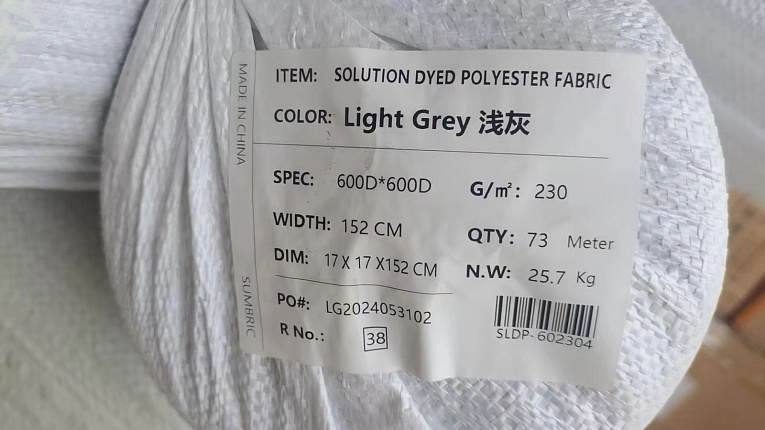 MADE IN CHINA
SUMBRIC
ITEM: SOLUTION DYED POLYESTER FABRIC
COLOR: Light Grey 浅灰
SPEC: 600D*600D
G/㎡: 230
WIDTH: 152 CM
QTY: 73 Meter
DIM: 17 X 17 X152 CM
N.W: 25.7 Kg
PO#: LG2024053102
R No.: 38
SLDP-602304